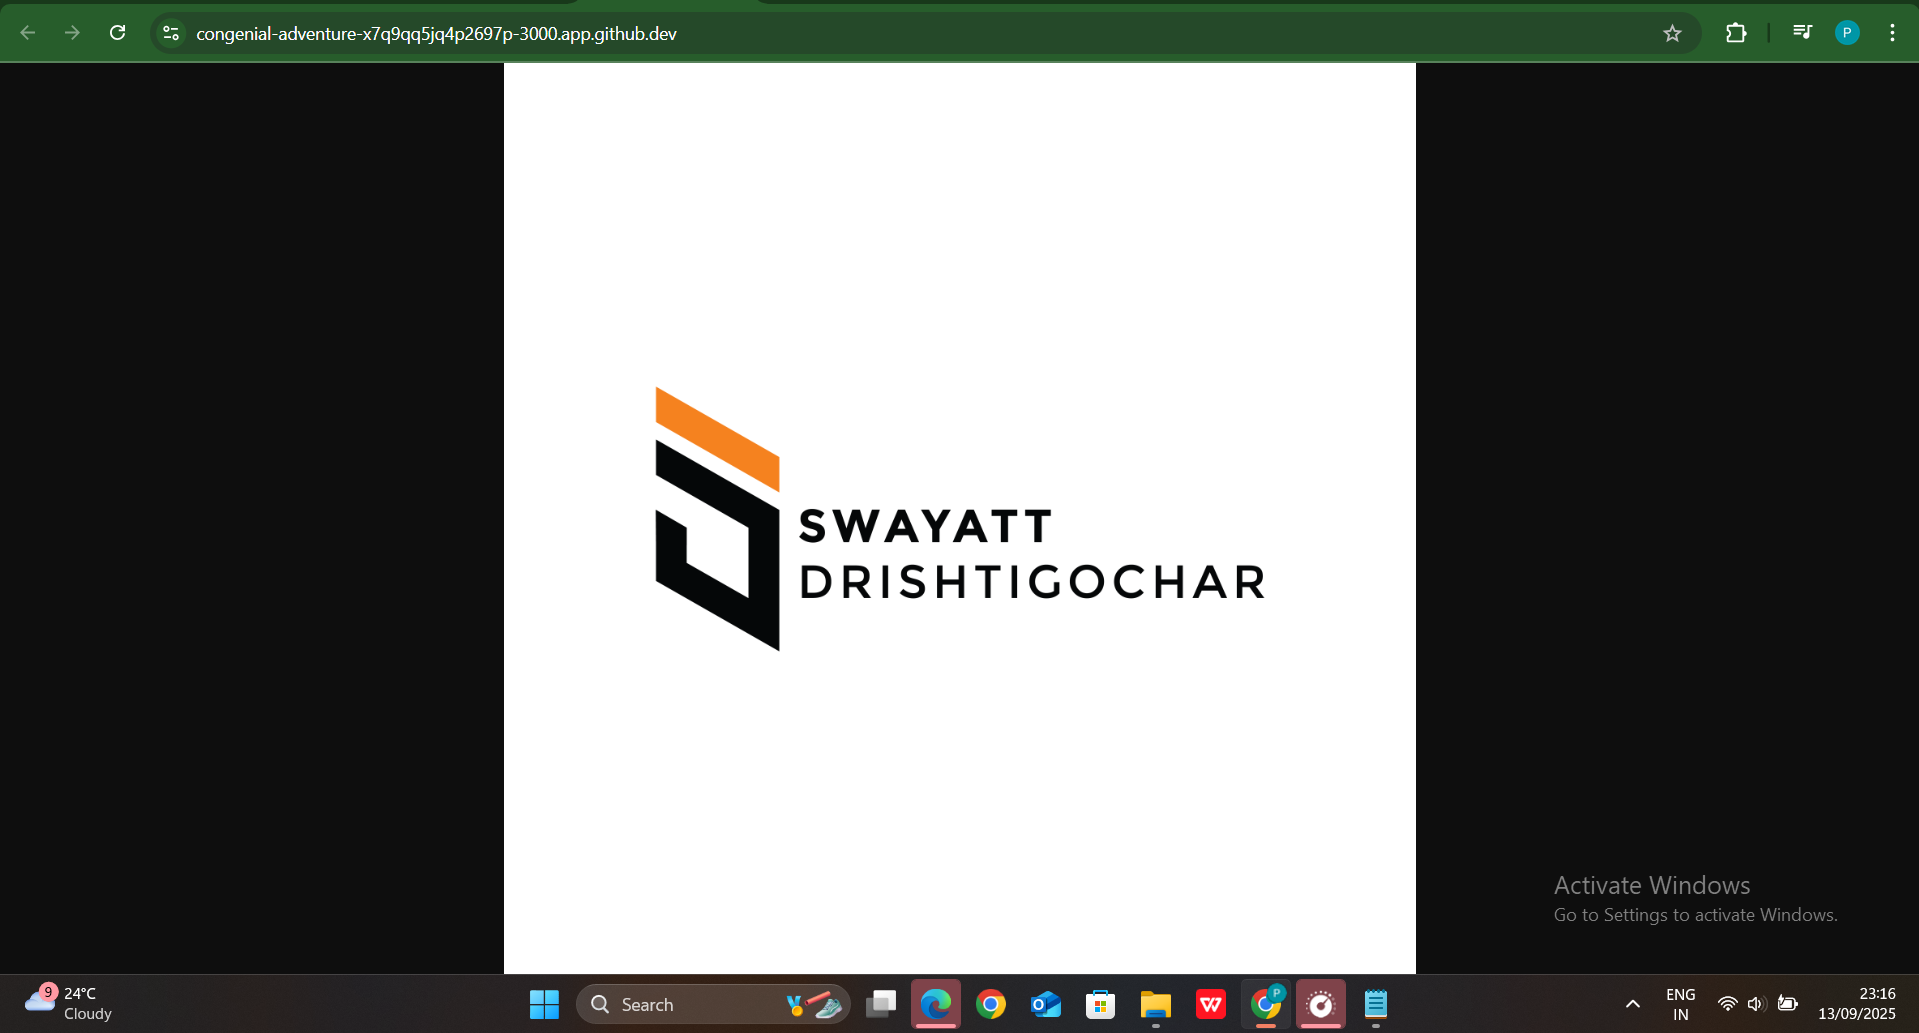 congenial-adventure-x7q9qq5jq4p2697p-3000.app.github.dev
P
SWAYATT
DRISHTIGOCHAR
Activate Windows
Go to Settings to activate Windows.
9
24°C
Cloudy
Search
P
ENG
IN
23:16
13/09/2025